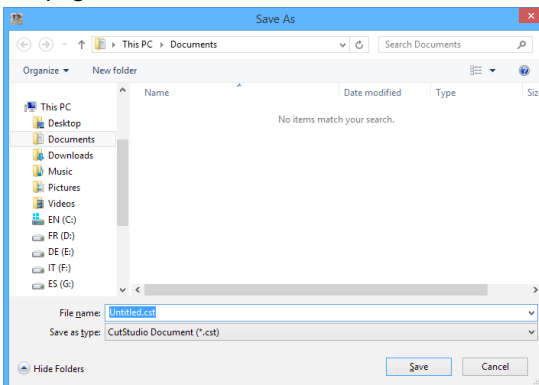 Save As
This PC Documents
Search Documents
Organize New folder
Name Date modified Type Siz
No items match your search.
This PC
Desktop
Documents
Downloads
Music
Pictures
Videos
EN (C:)
FR (D:)
DE (E:)
IT (F:)
ES (G:)
File name: Untitled.cst
Save as type: CutStudio Document (*.cst)
Hide Folders Save Cancel